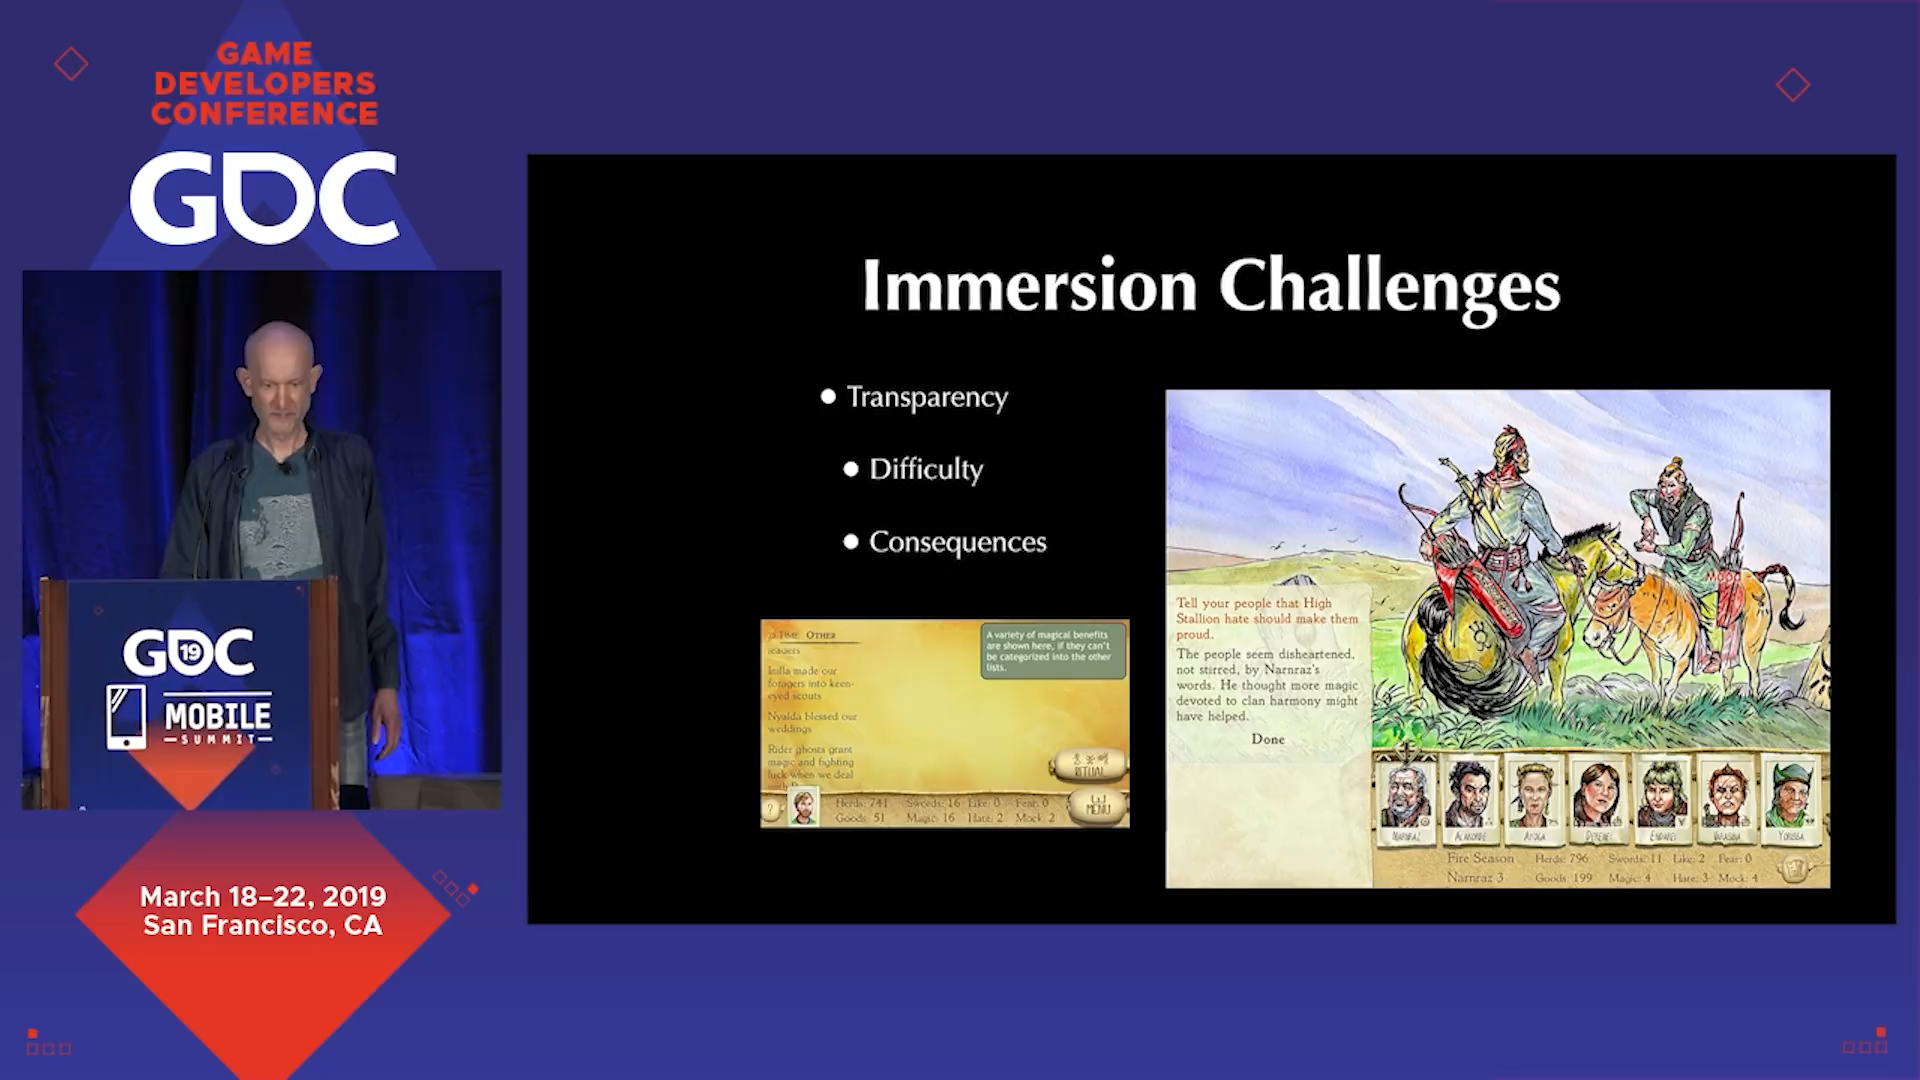 GAME
DEVELOPERS
CONFERENCE
GDC
GDC
19
MOBILE
SUMMIT
March 18–22, 2019
San Francisco, CA
Immersion Challenges
Transparency
Difficulty
Consequences
OTHER
leaders
Inilla made our
foragers into keen-
eyed scouts
Nyalda blessed our
weddings
Rider ghosts grant
magic and fighting
luck when we deal
A variety of magical benefits
are shown here, if they can't
be categorized into the other
lists.
RITUAL
?
Herds: 741 Swords: 16 Like: 0 Fear: 0
Goods: 51 Magic: 16 Hate: 2 Mock: 2
MENU
Tell your people that High
Stallion hate should make them
proud.
The people seem disheartened,
not stirred, by Narnraz's
words. He thought more magic
devoted to clan harmony might
have helped.
Done
NARNRAZ
Fire Season Herds: 796 Swords: 11 Like: 2 Fear: 0
Narnraz 3 Goods 199 Magic: 4 Hate: 3 Mock: 4